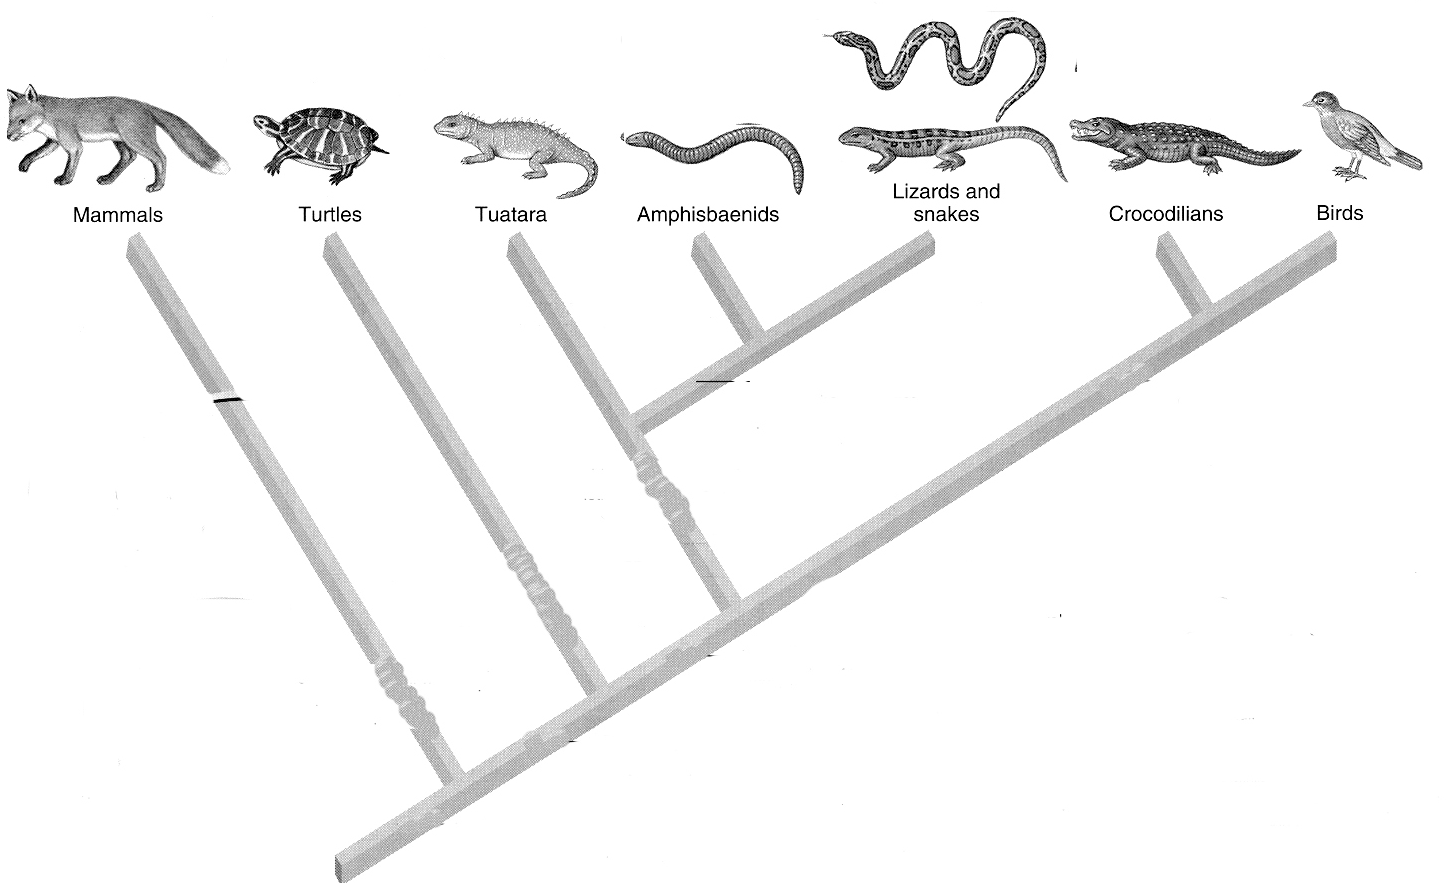 Mammals
Turtles
Tuatara
Amphisbaenids
Lizards and
snakes
Crocodilians
Birds